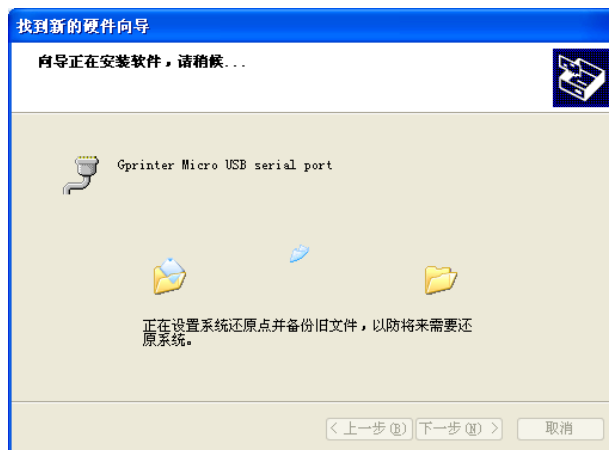 找到新的硬件向导
向导正在安装软件，请稍候...
Gprinter Micro USB serial port
正在设置系统还原点并备份旧文件，以防将来需要还
原系统。
< 上一步(B) 下一步(N) > 取消